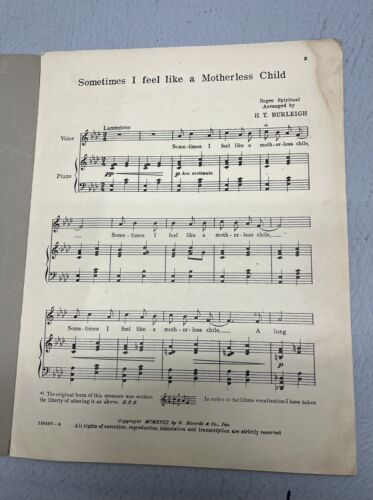 3
Sometimes I feel like a Motherless Child
Negro Spiritual
Arranged by
H. T. BURLEIGH
Lamentoso
*)
Voice
Some-times I feel like a moth-er-less chile,
Piano
pp
p ben sostenuto
Some-times I feel like a moth-er-less chile,
Some-times I feel like a moth-er-less chile, A long
*) The original form of this measure was written
In order to facilitate vocalization I have taken
the liberty of altering it as above. H.T.B.
Copyright MCMXVIII by G. Ricordi & Co., Inc.
All rights of execution, reproduction, translation and transcription are strictly reserved